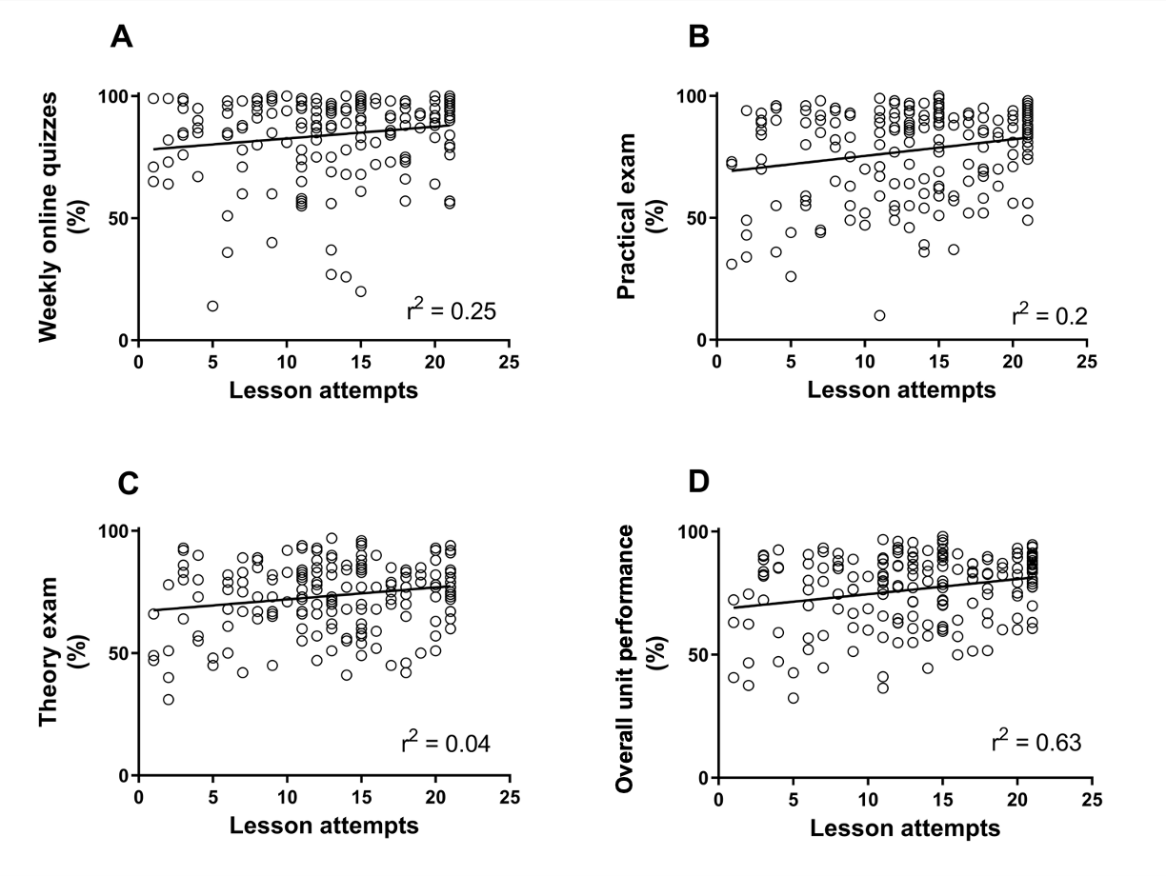 A
Weekly online quizzes
(%)
100
50
0
0 5 10 15 20 25
Lesson attempts
r² = 0.25
B
Practical exam
(%)
100
50
0
0 5 10 15 20 25
Lesson attempts
r² = 0.2
C
Theory exam
(%)
100
50
0
0 5 10 15 20 25
Lesson attempts
r² = 0.04
D
Overall unit performance
(%)
100
50
0
0 5 10 15 20 25
Lesson attempts
r² = 0.63